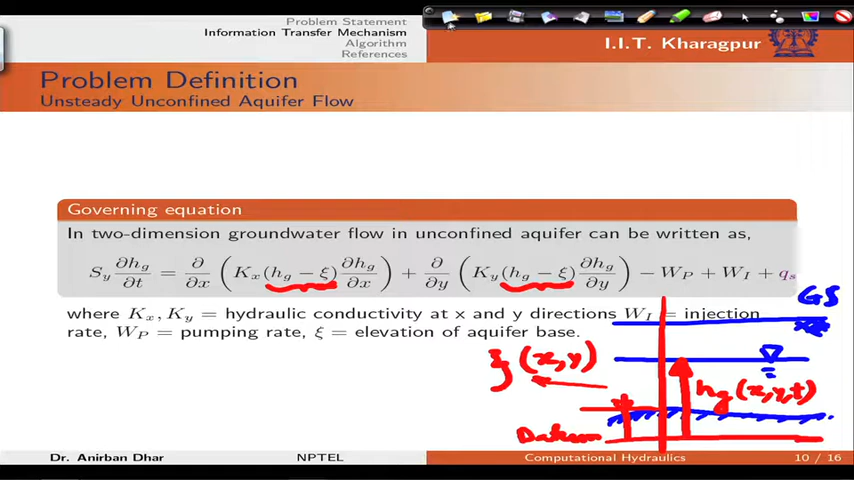 Problem Statement
Information Transfer Mechanism
Algorithm
References
I.I.T. Kharagpur
Problem Definition
Unsteady Unconfined Aquifer Flow
Governing equation
In two-dimension groundwater flow in unconfined aquifer can be written as,
S_y ∂h_g/∂t = ∂/∂x (K_x(h_g − ξ)∂h_g/∂x) + ∂/∂y (K_y(h_g − ξ)∂h_g/∂y) − W_P + W_I + q_s
where K_x, K_y = hydraulic conductivity at x and y directions W_I = injection
rate, W_P = pumping rate, ξ = elevation of aquifer base.
GS
ξ(x,y)
h_g(x,y,t)
Datum
Dr. Anirban Dhar
NPTEL
Computational Hydraulics
10 / 16